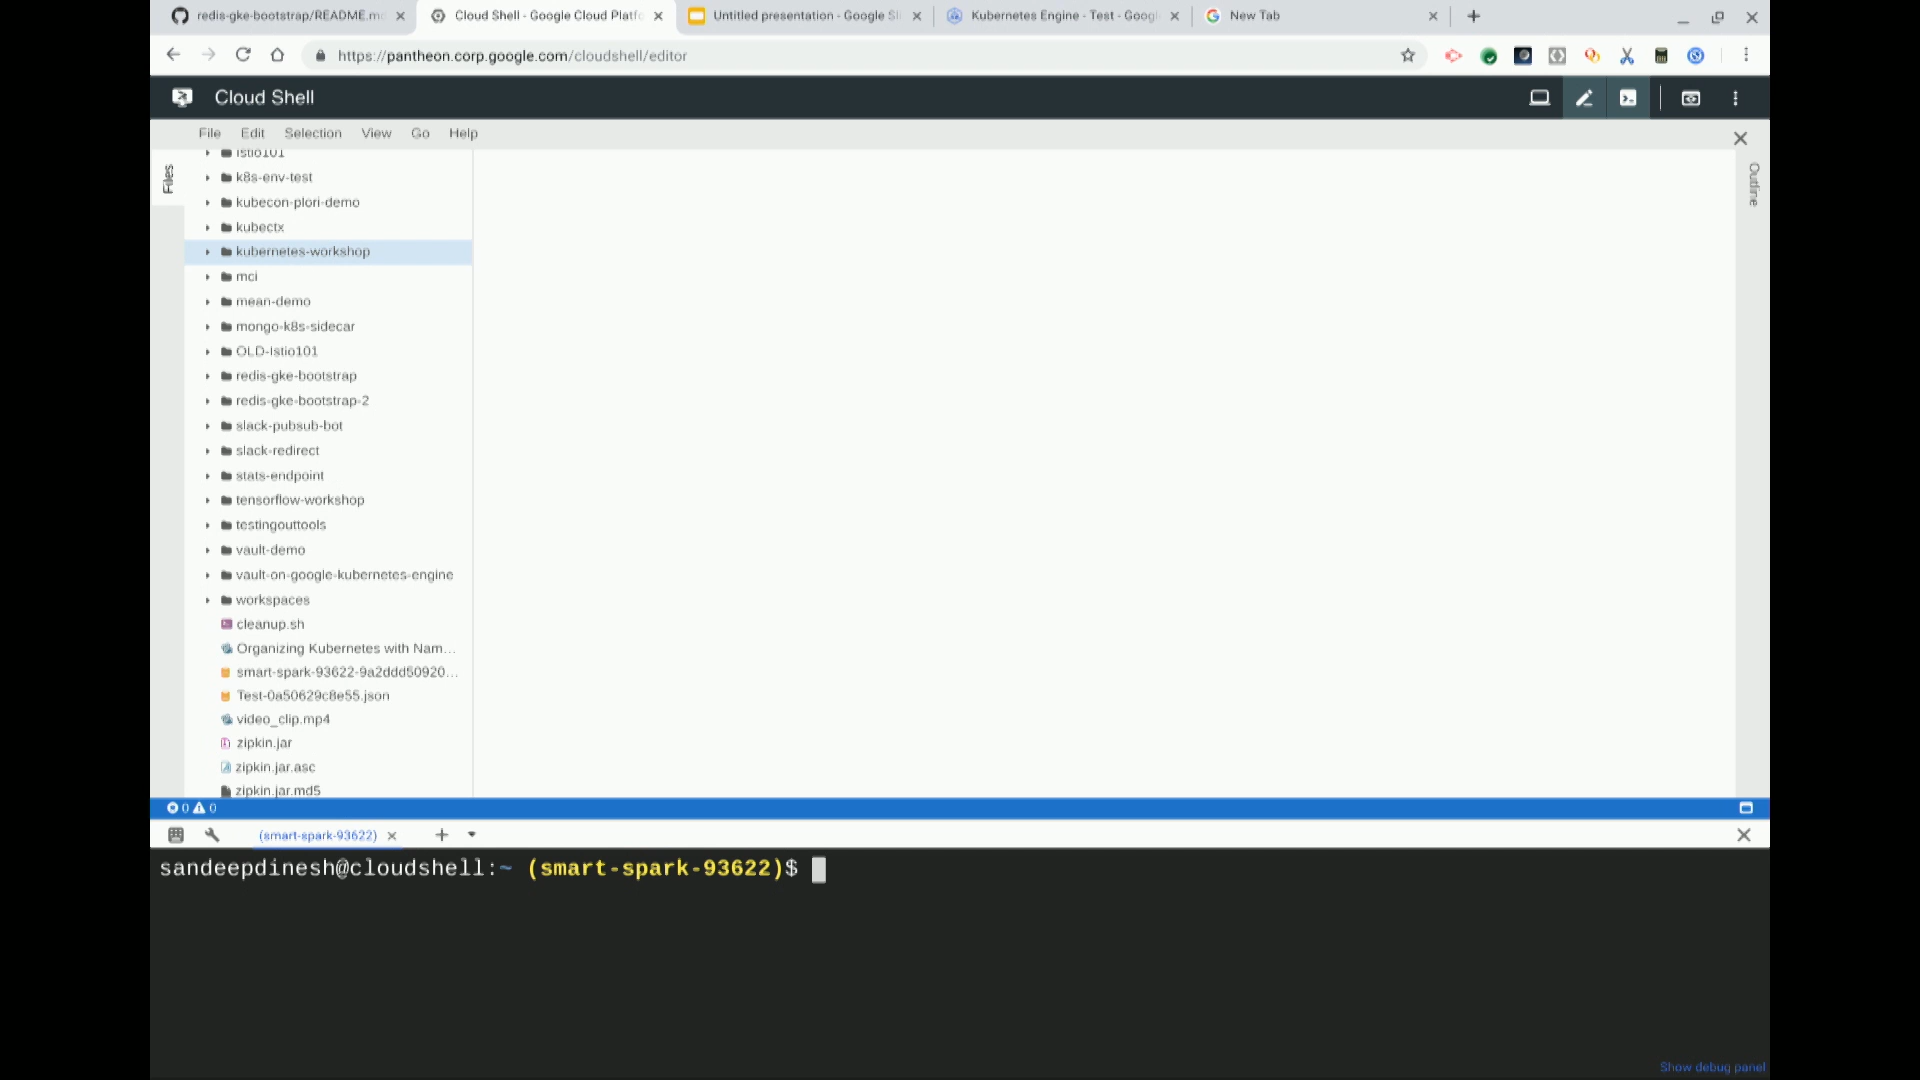 redis-gke-bootstrap/README.m
Cloud Shell - Google Cloud Platfo
Untitled presentation - Google Sl
Kubernetes Engine - Test - Goog
New Tab
https://pantheon.corp.google.com/cloudshell/editor
Cloud Shell
File Edit Selection View Go Help
Files
Outline
istio101
k8s-env-test
kubecon-plori-demo
kubectx
kubernetes-workshop
mci
mean-demo
mongo-k8s-sidecar
OLD-istio101
redis-gke-bootstrap
redis-gke-bootstrap-2
slack-pubsub-bot
slack-redirect
stats-endpoint
tensorflow-workshop
testingouttools
vault-demo
vault-on-google-kubernetes-engine
workspaces
cleanup.sh
Organizing Kubernetes with Nam...
smart-spark-93622-9a2ddd50920...
Test-0a50629c8e55.json
video_clip.mp4
zipkin.jar
zipkin.jar.asc
zipkin.jar.md5
0 0
(smart-spark-93622)
sandeepdinesh@cloudshell:~ (smart-spark-93622)$
Show debug panel